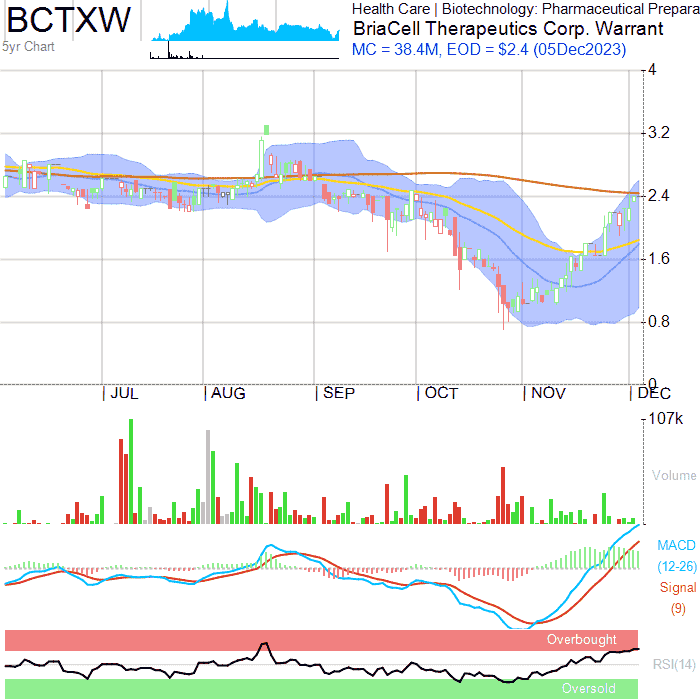 BCTXW
5yr Chart
Health Care | Biotechnology: Pharmaceutical Prepara
BriaCell Therapeutics Corp. Warrant
MC = 38.4M, EOD = $2.4 (05Dec2023)
4
3.2
2.4
1.6
0.8
0
| JUL | AUG | SEP | OCT | NOV | DEC
107k
Volume
MACD
(12-26)
Signal
(9)
Overbought
RSI(14)
Oversold